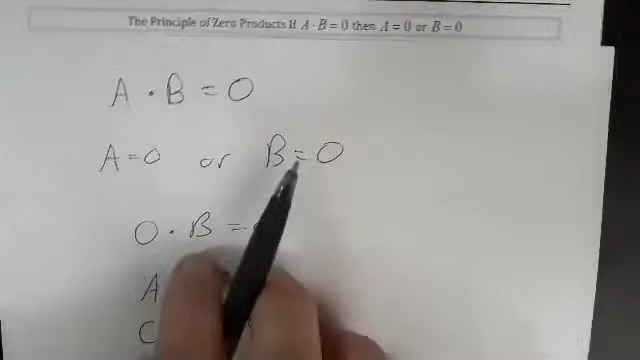 The Principle of Zero Products If A · B = 0 then A = 0 or B = 0
A · B = 0
A = 0 or B = 0
0 · B =
A